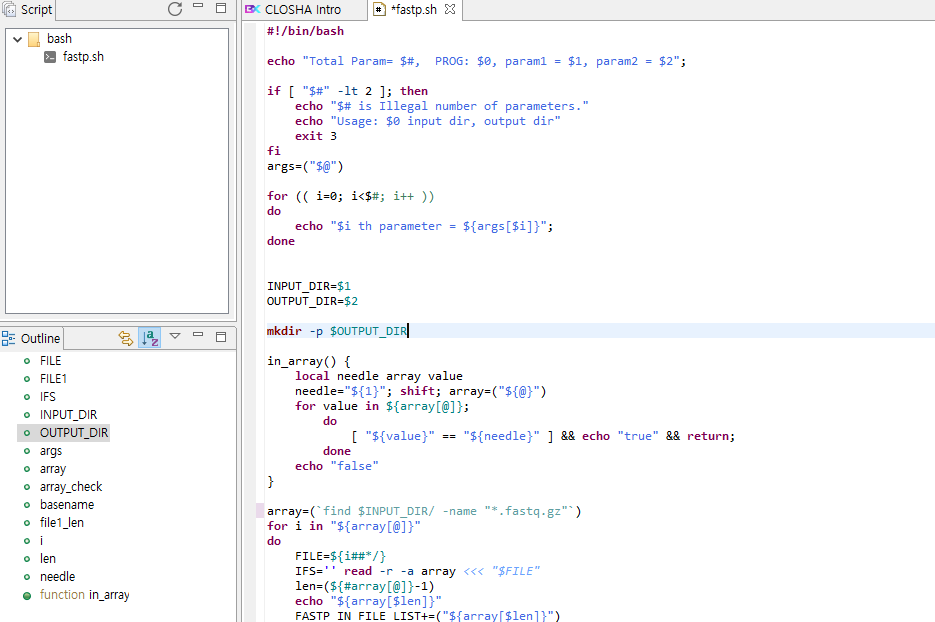 Script
bash
fastp.sh
Outline
FILE
FILE1
IFS
INPUT_DIR
OUTPUT_DIR
args
array
array_check
basename
file1_len
i
len
needle
function in_array
CLOSHA Intro
*fastp.sh
#!/bin/bash
echo "Total Param= $#,  PROG: $0, param1 = $1, param2 = $2";
if [ "$#" -lt 2 ]; then
    echo "$# is Illegal number of parameters."
    echo "Usage: $0 input dir, output dir"
    exit 3
fi
args=("$@")
for (( i=0; i<$#; i++ ))
do
    echo "$i th parameter = ${args[$i]}";
done
INPUT_DIR=$1
OUTPUT_DIR=$2
mkdir -p $OUTPUT_DIR
in_array() {
    local needle array value
    needle="${1}"; shift; array=("${@}")
    for value in ${array[@]};
        do
            [ "${value}" == "${needle}" ] && echo "true" && return;
        done
    echo "false"
}
array=(`find $INPUT_DIR/ -name "*.fastq.gz"`)
for i in "${array[@]}"
do
    FILE=${i##*/}
    IFS='' read -r -a array <<< "$FILE"
    len=(${#array[@]}-1)
    echo "${array[$len]}"
    FASTP_IN_FILE_LIST+=("${array[$len]}")